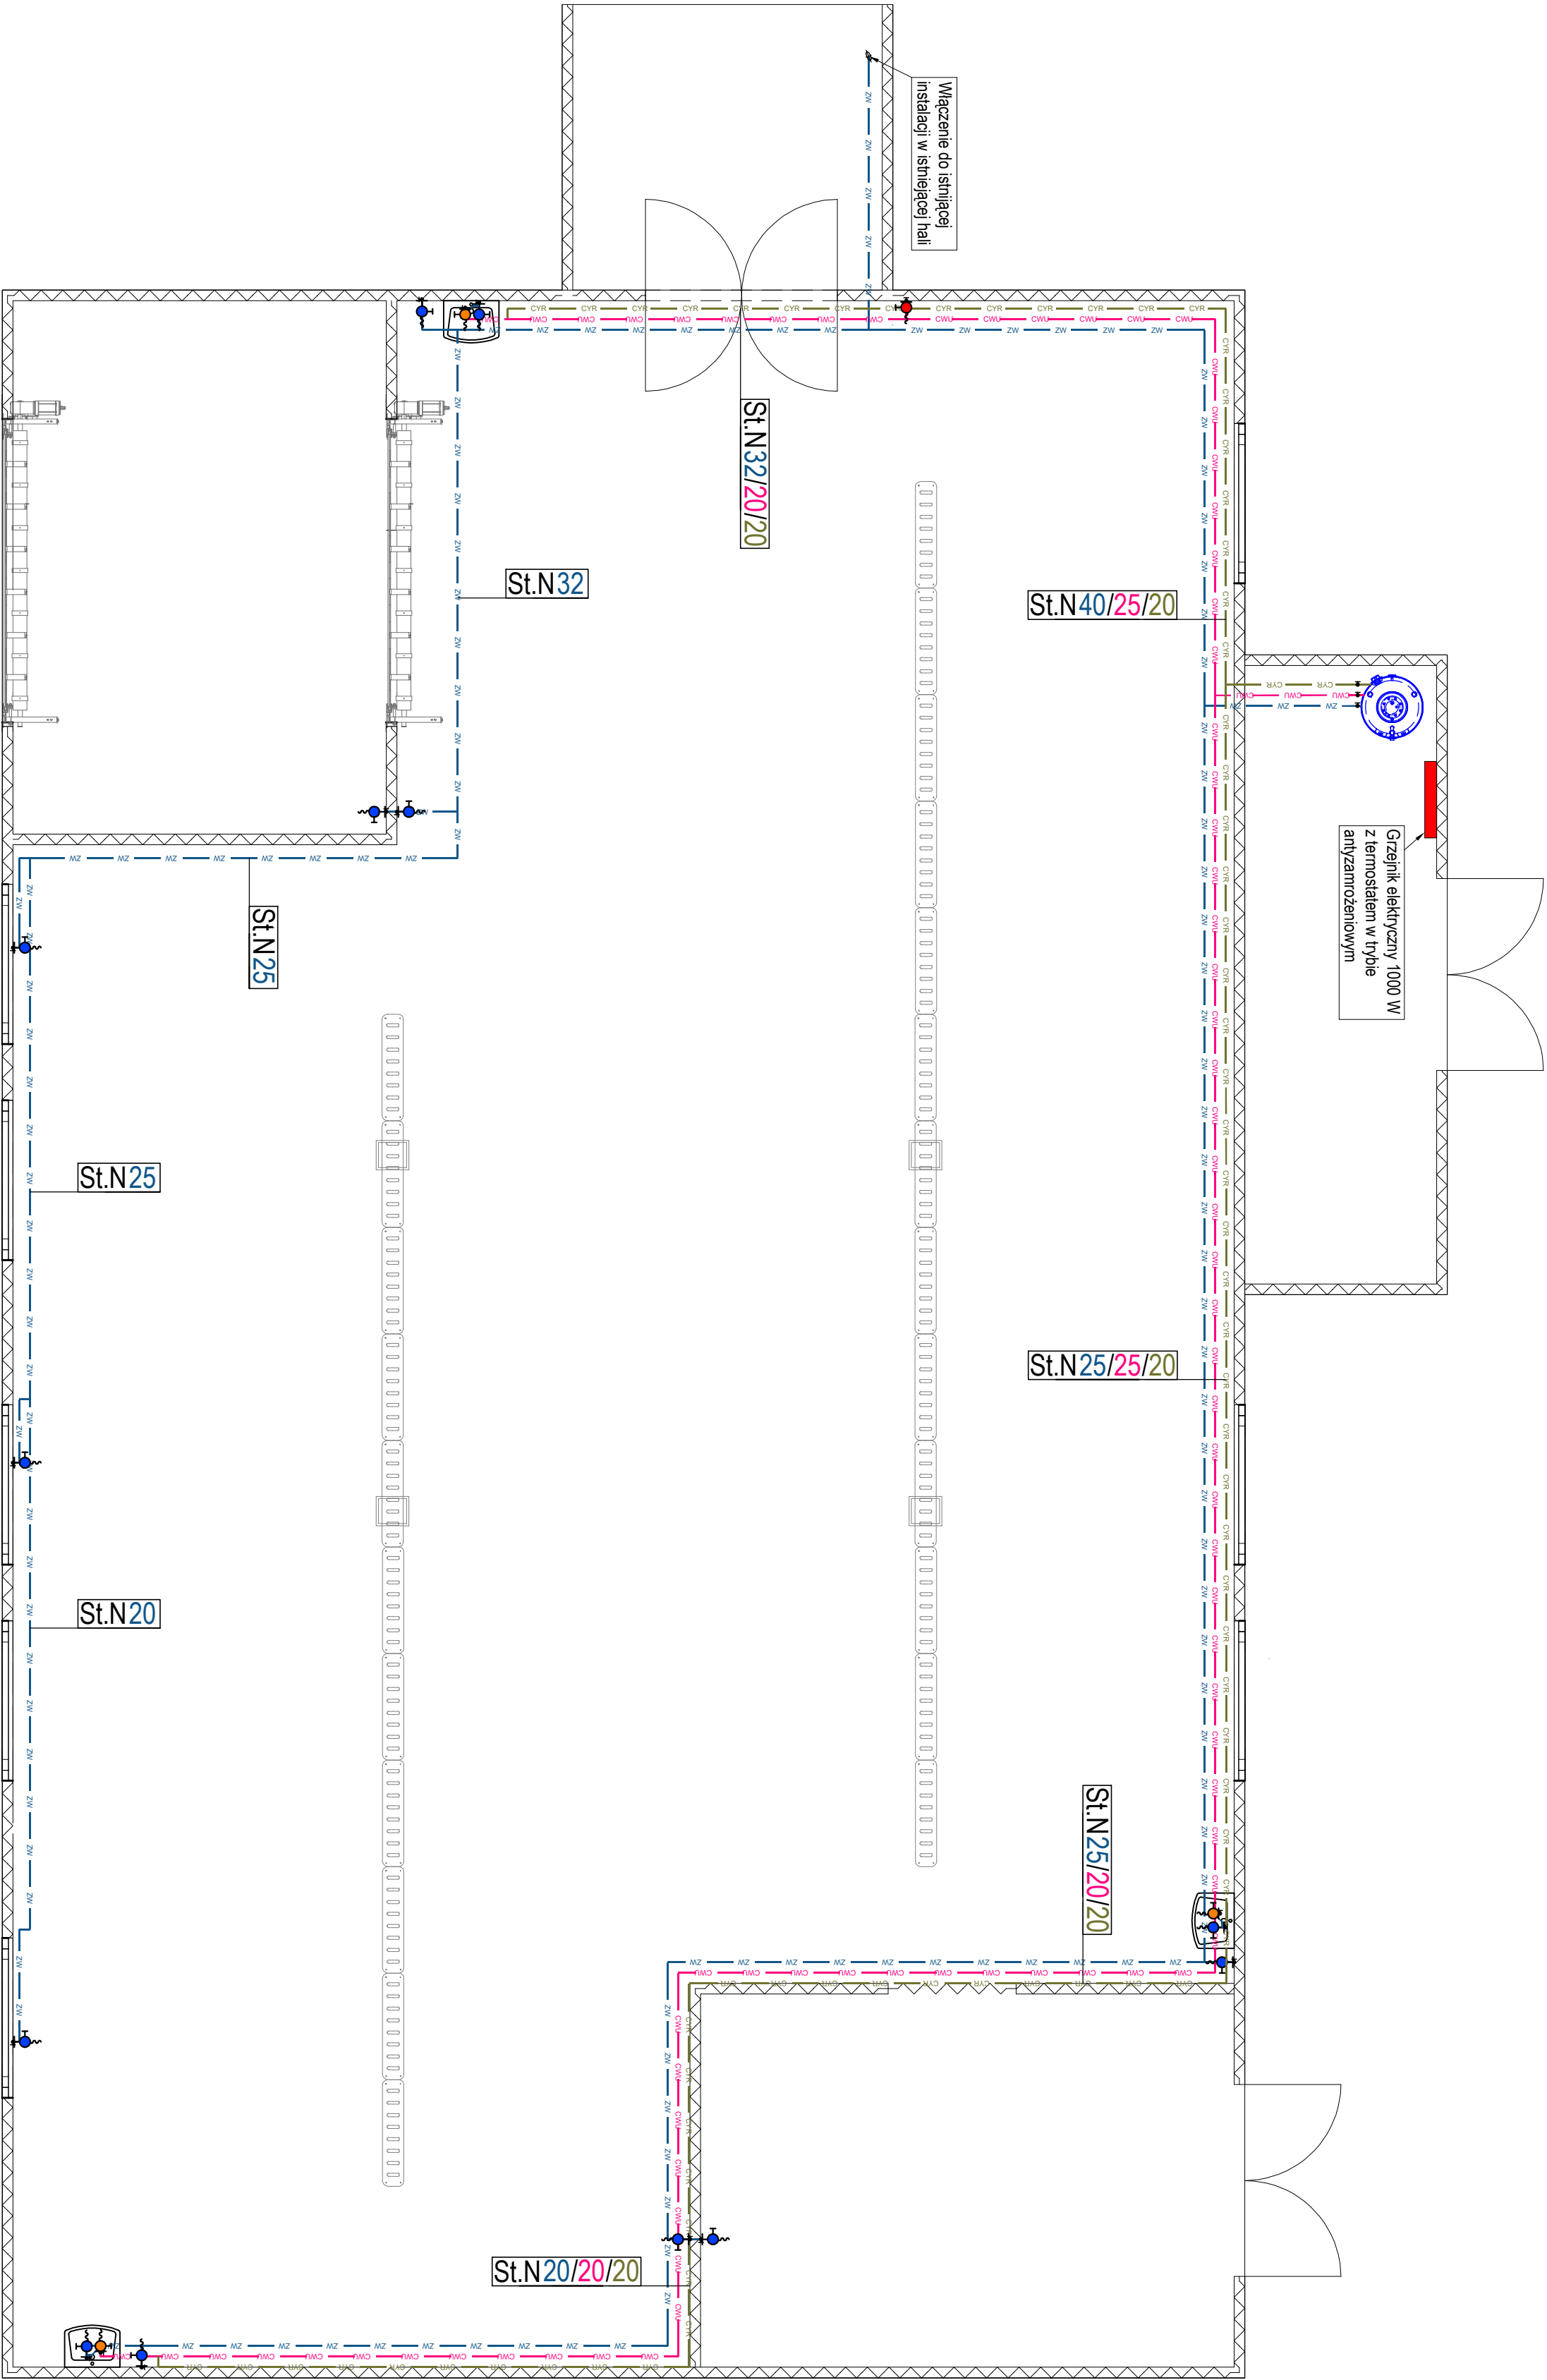 Włączenie do istniejącej
instalacji w istniejącej hali
St.N32/20/20
St.N32
St.N40/25/20
Grzejnik elektryczny 1000 W
z termostatem w trybie
antyzamrożeniowym
St.N25
St.N25
St.N25/25/20
St.N20
St.N25/20/20
St.N20/20/20
ZW
CWU
CYR